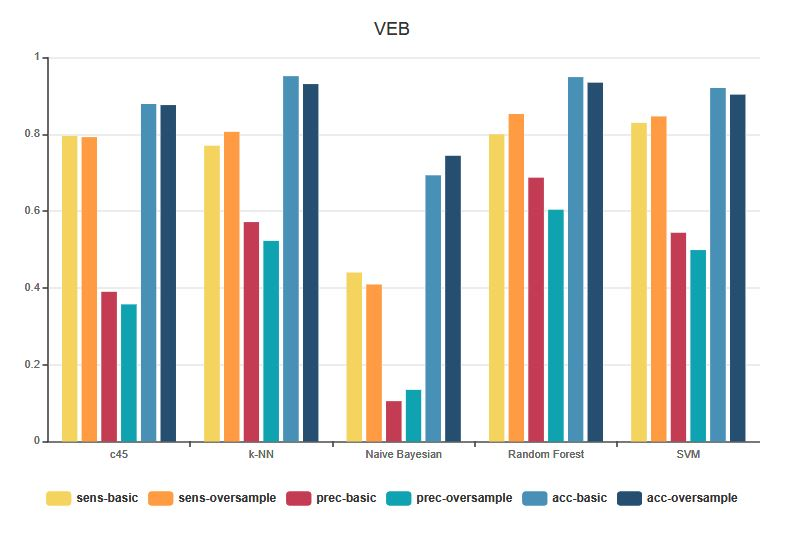 VEB
1
0.8
0.6
0.4
0.2
0
c45 k-NN Naive Bayesian Random Forest SVM
sens-basic sens-oversample prec-basic prec-oversample acc-basic acc-oversample